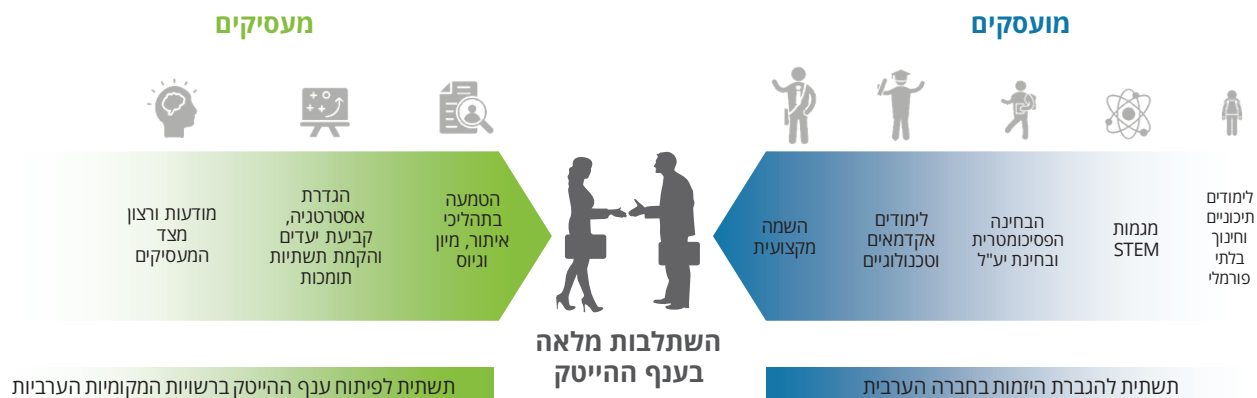 מועסקים
מעסיקים
לימודים
תיכוניים
וחינוך
בלתי
פורמלי
מגמות
STEM
הבחינה
הפסיכומטרית
ובחינת יע"ל
לימודים
אקדמאים
וטכנולוגיים
השמה
מקצועית
הטמעה
בתהליכי
איתור, מיון
וגיוס
הגדרת
אסטרטגיה,
קביעת יעדים
והקמת תשתיות
תומכות
מודעות ורצון
מצד
המעסיקים
השתלבות מלאה
בענף ההייטק
תשתית להגברת היזמות בחברה הערבית
תשתית לפיתוח ענף ההייטק ברשויות המקומיות הערביות